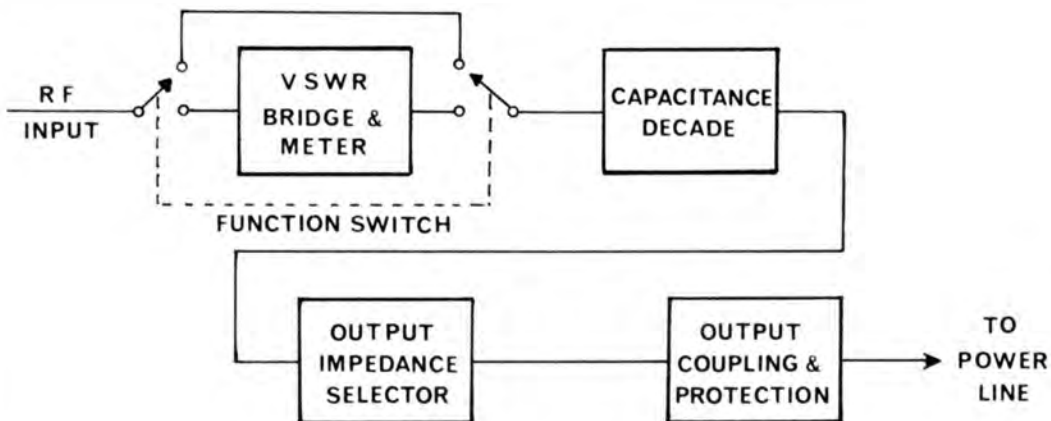 RF
INPUT
VSWR
BRIDGE &
METER
FUNCTION SWITCH
CAPACITANCE
DECADE
OUTPUT
IMPEDANCE
SELECTOR
OUTPUT
COUPLING &
PROTECTION
TO
POWER
LINE